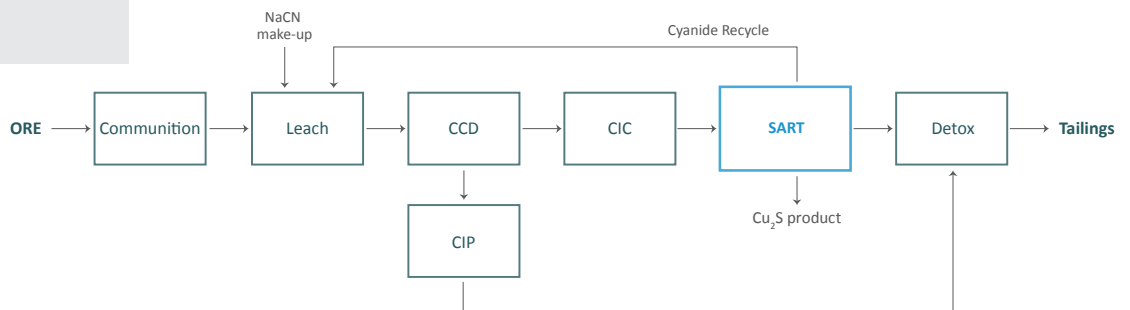 NaCN
make-up
Cyanide Recycle
ORE
Communition
Leach
CCD
CIC
SART
Detox
Tailings
Cu₂S product
CIP